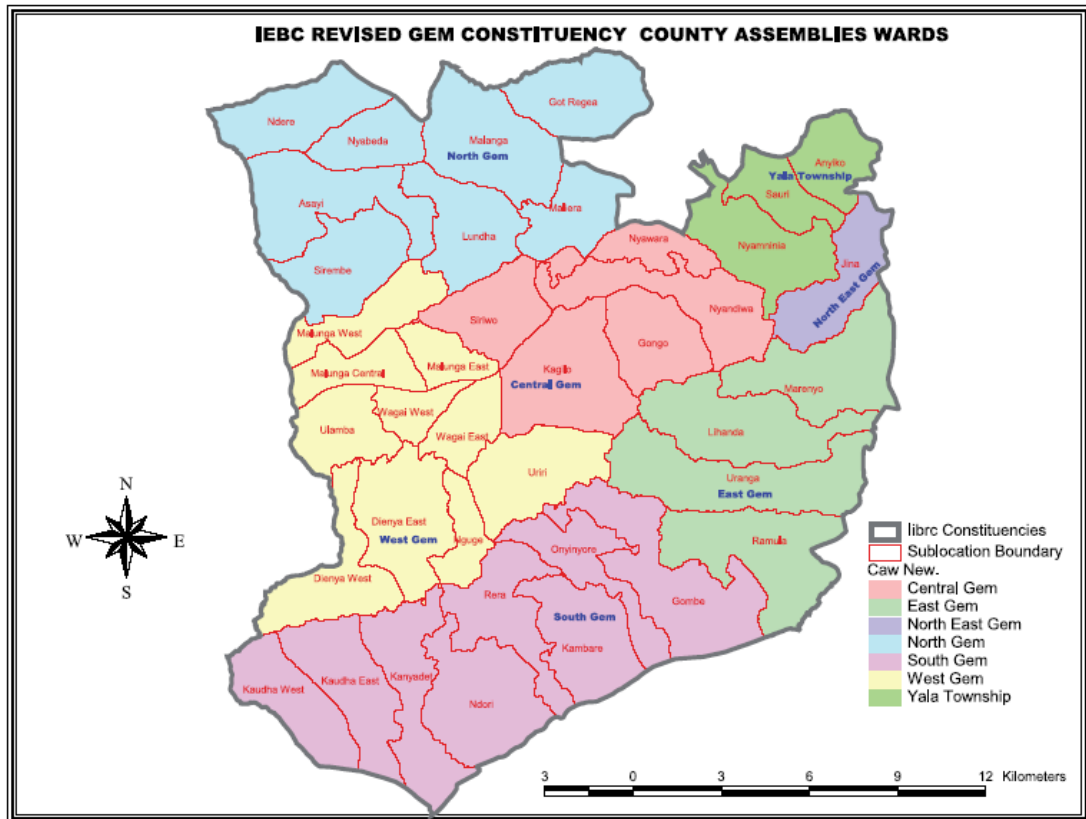 IEBC REVISED GEM CONSTITUENCY COUNTY ASSEMBLIES WARDS
Got Regea
Ndere
Nyabeda
Malanga
North Gem
Anyiko
Yala Township
Sauri
Asayi
Maliera
Lundha
Nyawara
Nyamninia
Jina
Sirembe
North East Gem
Siriwo
Nyandiwa
Malunga West
Gongo
Malunga East
Kagilo
Malunga Central
Central Gem
Marenyo
Wagai West
Ulamba
Lihanda
Wagai East
Uriri
Uranga
East Gem
Dienya East
West Gem
Nguge
Ramula
Onyinyore
Dienya West
Rera
Gombe
South Gem
Kambare
Kaudha West
Kaudha East
Kanyadet
Ndori
N
W
E
S
Iibrc Constituencies
Sublocation Boundary
Caw New.
Central Gem
East Gem
North East Gem
North Gem
South Gem
West Gem
Yala Township
3 0 3 6 9 12 Kilometers